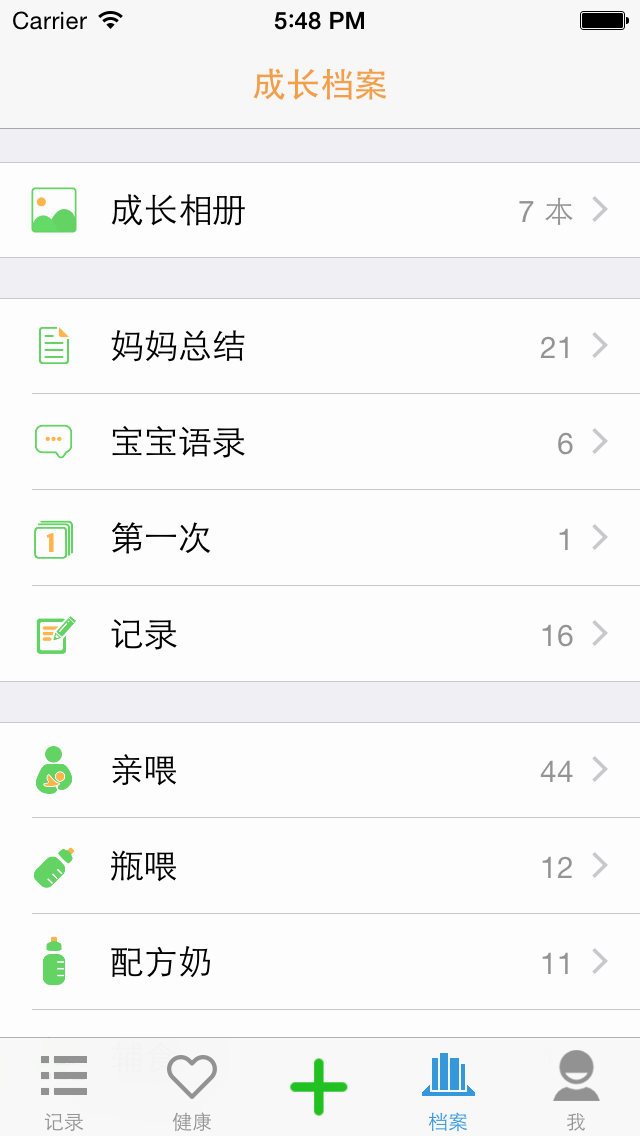 Carrier 5:48 PM
成长档案
成长相册 7 本
妈妈总结 21
宝宝语录 6
1 第一次 1
记录 16
亲喂 44
瓶喂 12
配方奶 11
记录 健康 档案 我